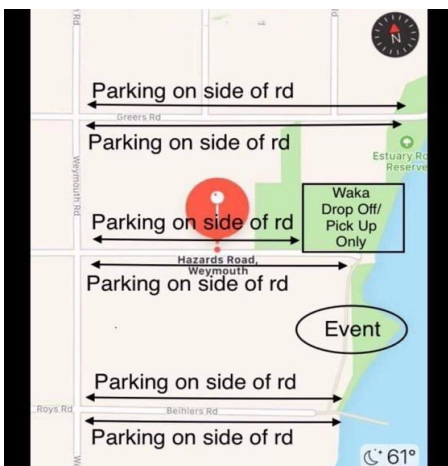 N
Parking on side of rd
Greers Rd
Parking on side of rd
Estuary Ro
Reserve
Weymouth Rd
Waka
Drop Off/
Pick Up
Only
Parking on side of rd
Hazards Road,
Weymouth
Parking on side of rd
Event
Parking on side of rd
Roys Rd
Beihlers Rd
Parking on side of rd
61°